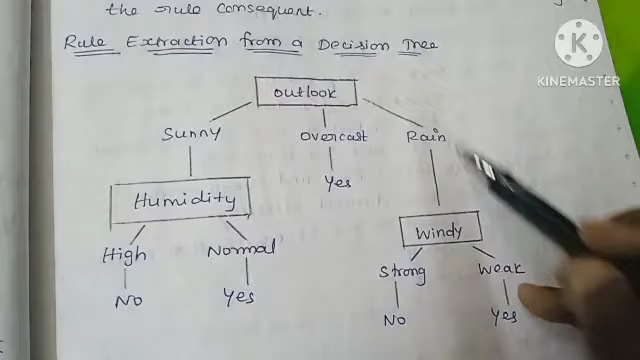 the rule consequent.
Rule Extraction from a Decision Tree
KINEMASTER
Outlook
Sunny Overcast Rain
Yes
Humidity
Windy
High Normal
Strong Weak
No Yes
No Yes